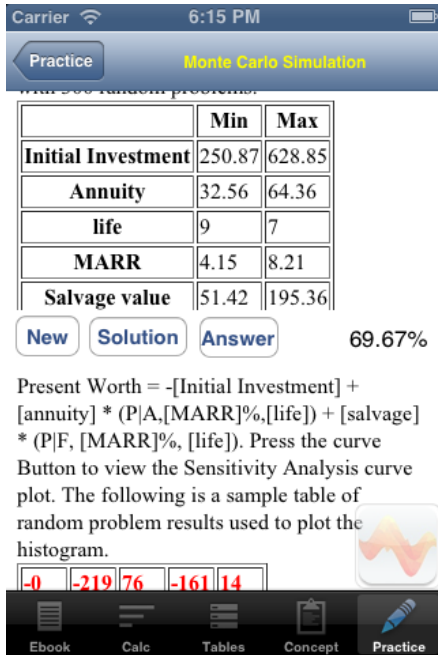 Carrier 6:15 PM
Practice Monte Carlo Simulation
with 300 random problems.
Min Max
Initial Investment 250.87 628.85
Annuity 32.56 64.36
life 9 7
MARR 4.15 8.21
Salvage value 51.42 195.36
New Solution Answer 69.67%
Present Worth = -[Initial Investment] +
[annuity] * (P|A,[MARR]%,[life]) + [salvage]
* (P|F, [MARR]%, [life]). Press the curve
Button to view the Sensitivity Analysis curve
plot. The following is a sample table of
random problem results used to plot the
histogram.
-0 -219 76 -161 14
Ebook Calc Tables Concept Practice